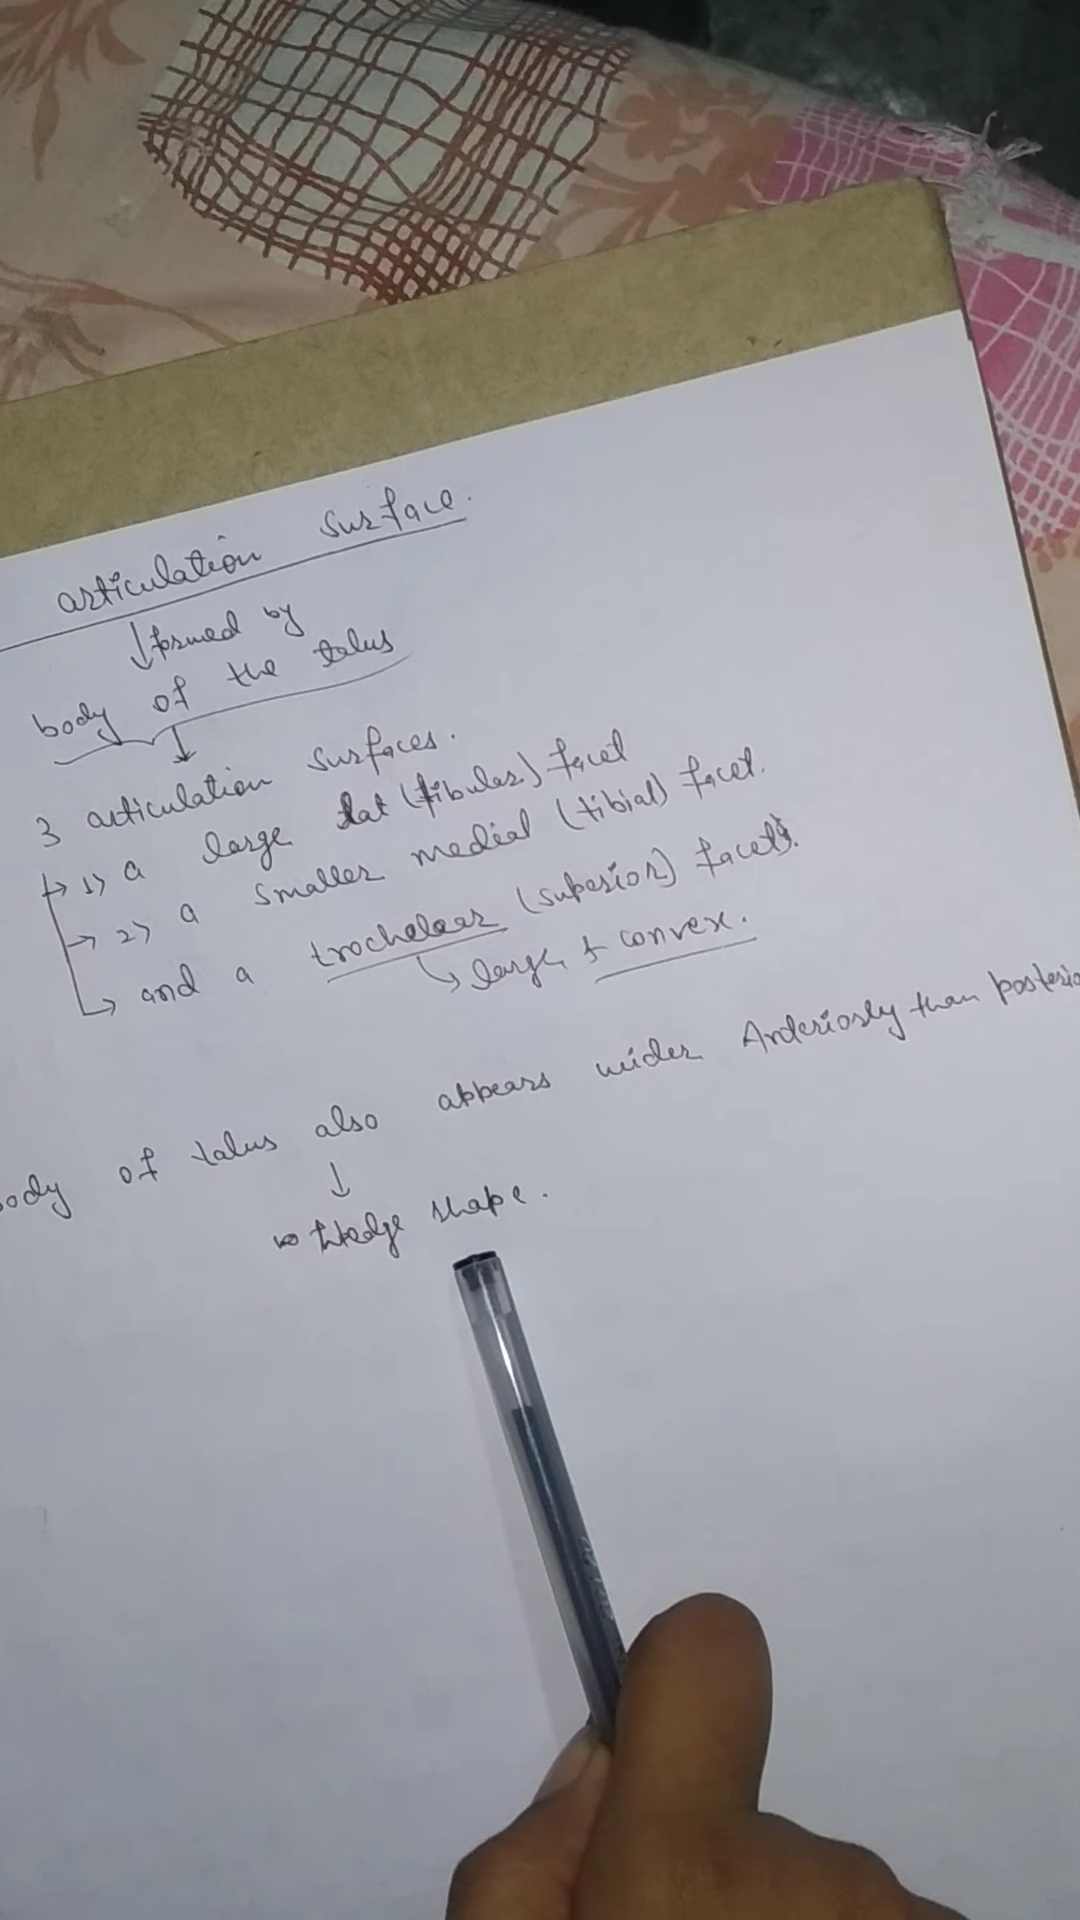 articulation surface.
↓ formed by
body of the talus
↓
3 articulation surfaces.
→ 1) a large lat (fibular) facet
→ 2) a smaller medial (tibial) facet.
→ and a trochelear (superior) facets.
↳ large & convex.
body of talus also appears wider Anteriorly than posterio
↓
wedge shape.